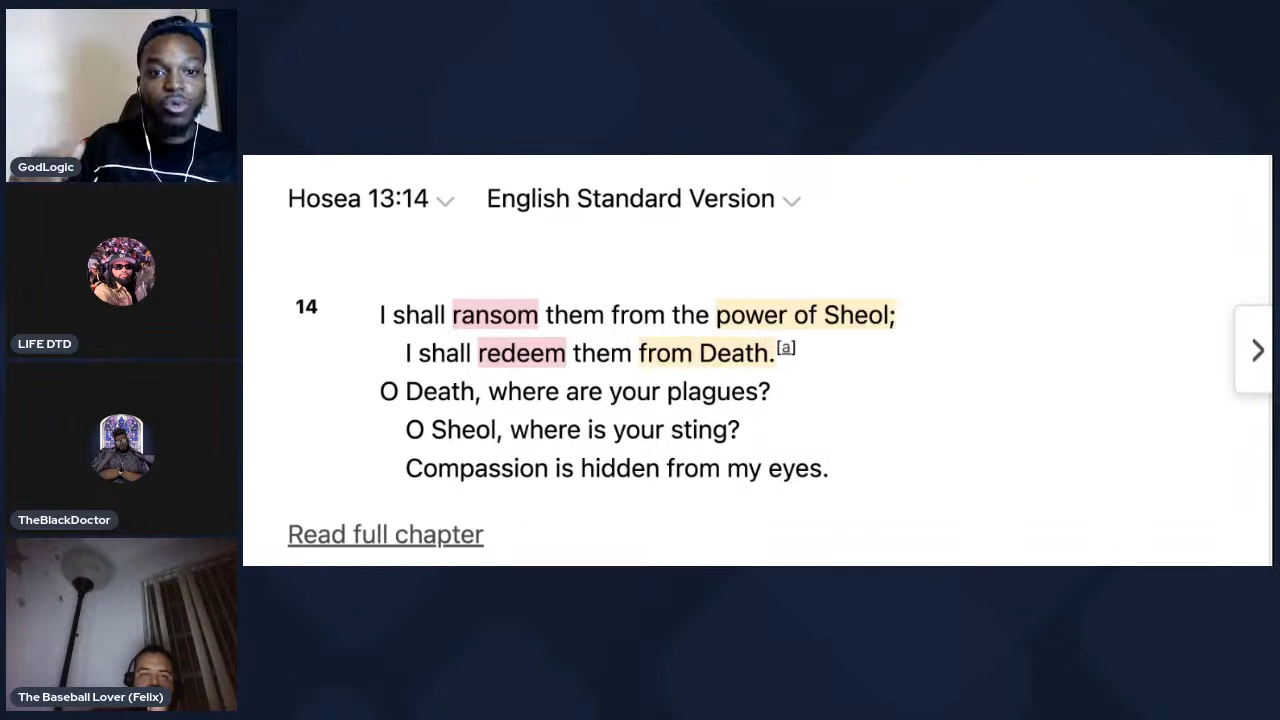 GodLogic
LIFE DTD
TheBlackDoctor
The Baseball Lover (Felix)
Hosea 13:14 English Standard Version
14 I shall ransom them from the power of Sheol;
I shall redeem them from Death.[a]
O Death, where are your plagues?
O Sheol, where is your sting?
Compassion is hidden from my eyes.
Read full chapter